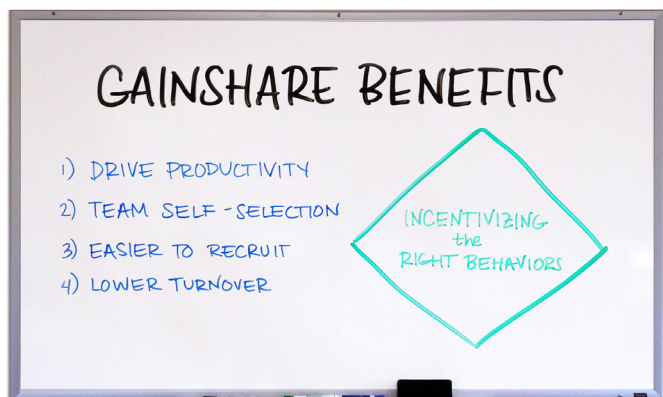 GAINSHARE BENEFITS
1) DRIVE PRODUCTIVITY
2) TEAM SELF-SELECTION
3) EASIER TO RECRUIT
4) LOWER TURNOVER
INCENTIVIZING
the
RIGHT BEHAVIORS